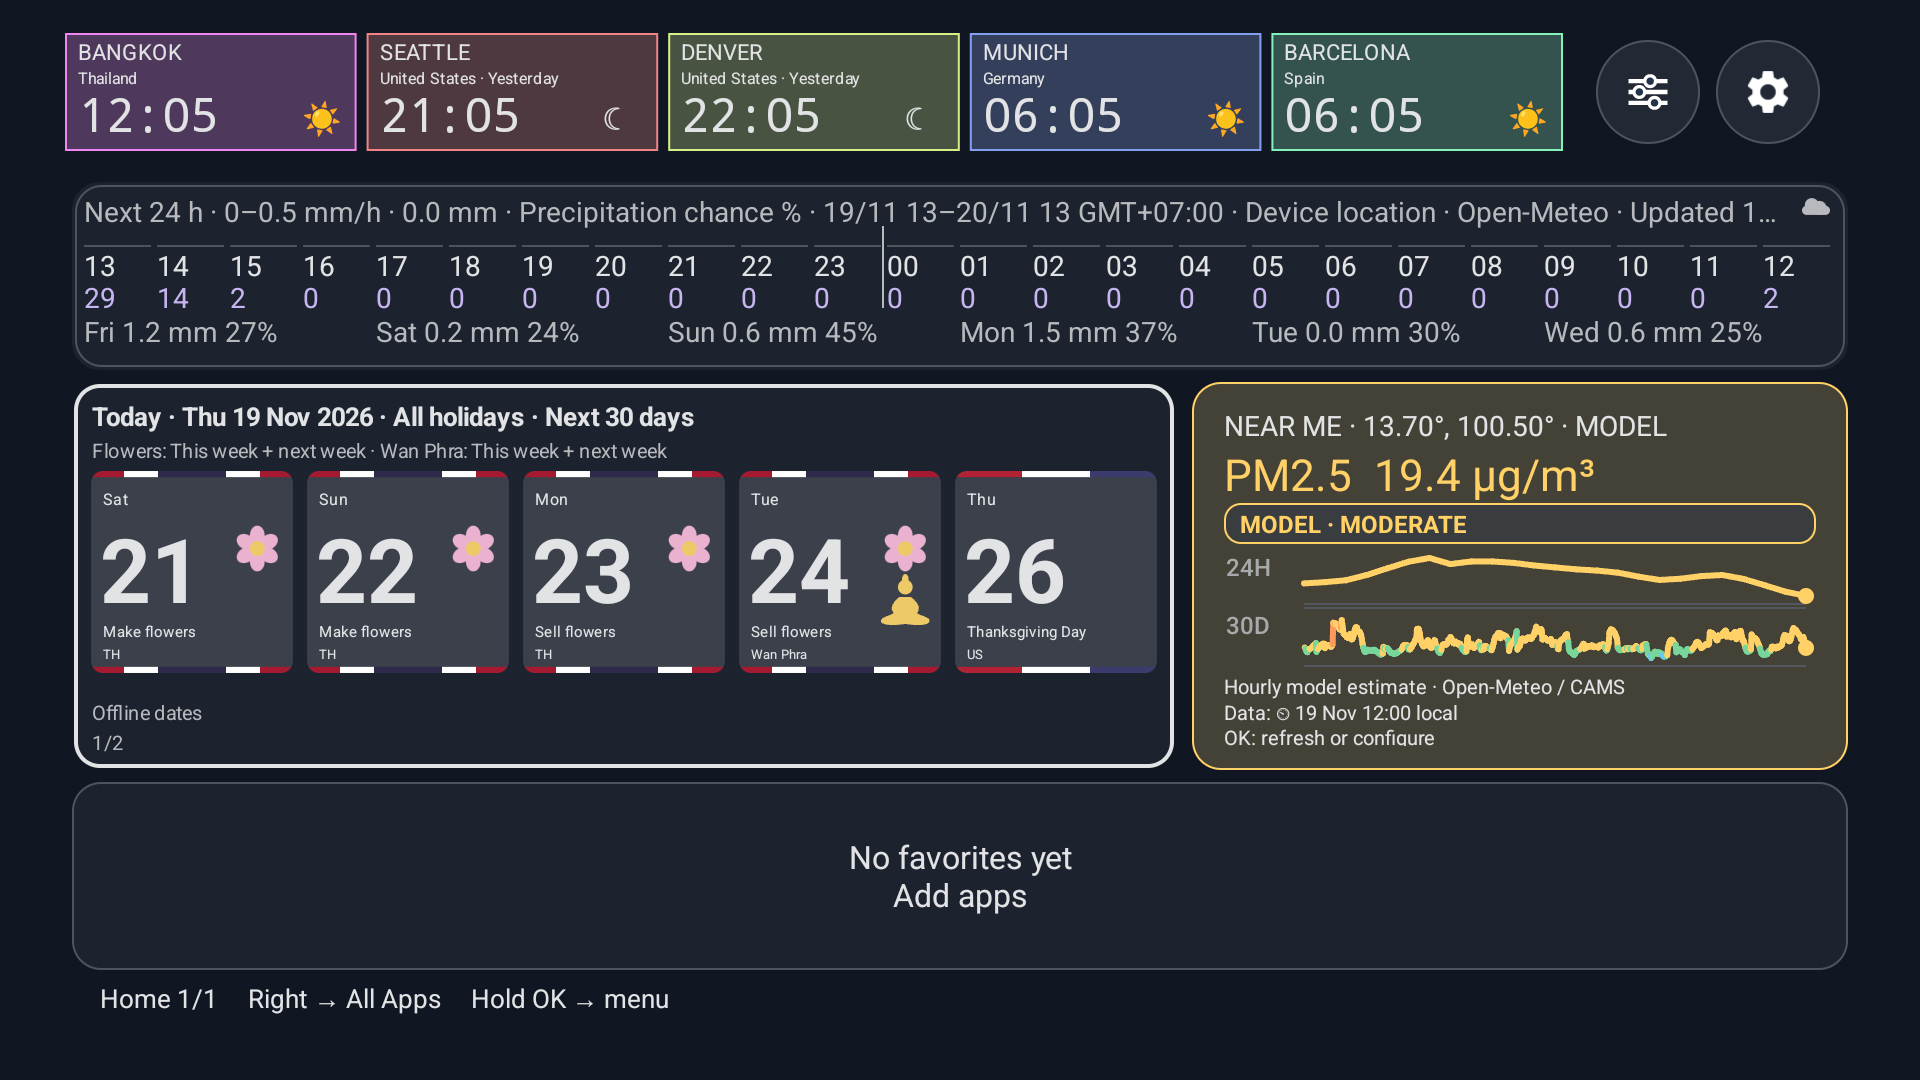 BANGKOK
Thailand
12:05
SEATTLE
United States · Yesterday
21:05
DENVER
United States · Yesterday
22:05
MUNICH
Germany
06:05
BARCELONA
Spain
06:05
Next 24 h · 0–0.5 mm/h · 0.0 mm · Precipitation chance % · 19/11 13–20/11 13 GMT+07:00 · Device location · Open-Meteo · Updated 1…
13 14 15 16 17 18 19 20 21 22 23 00 01 02 03 04 05 06 07 08 09 10 11 12
29 14 2 0 0 0 0 0 0 0 0 0 0 0 0 0 0 0 0 0 0 0 0 2
Fri 1.2 mm 27% Sat 0.2 mm 24% Sun 0.6 mm 45% Mon 1.5 mm 37% Tue 0.0 mm 30% Wed 0.6 mm 25%
Today · Thu 19 Nov 2026 · All holidays · Next 30 days
Flowers: This week + next week · Wan Phra: This week + next week
Sat
21
Make flowers
TH
Sun
22
Make flowers
TH
Mon
23
Sell flowers
TH
Tue
24
Sell flowers
Wan Phra
Thu
26
Thanksgiving Day
US
Offline dates
1/2
NEAR ME · 13.70°, 100.50° · MODEL
PM2.5 19.4 µg/m³
MODEL · MODERATE
24H
30D
Hourly model estimate · Open-Meteo / CAMS
Data: ⏲ 19 Nov 12:00 local
OK: refresh or configure
No favorites yet
Add apps
Home 1/1 Right → All Apps Hold OK → menu